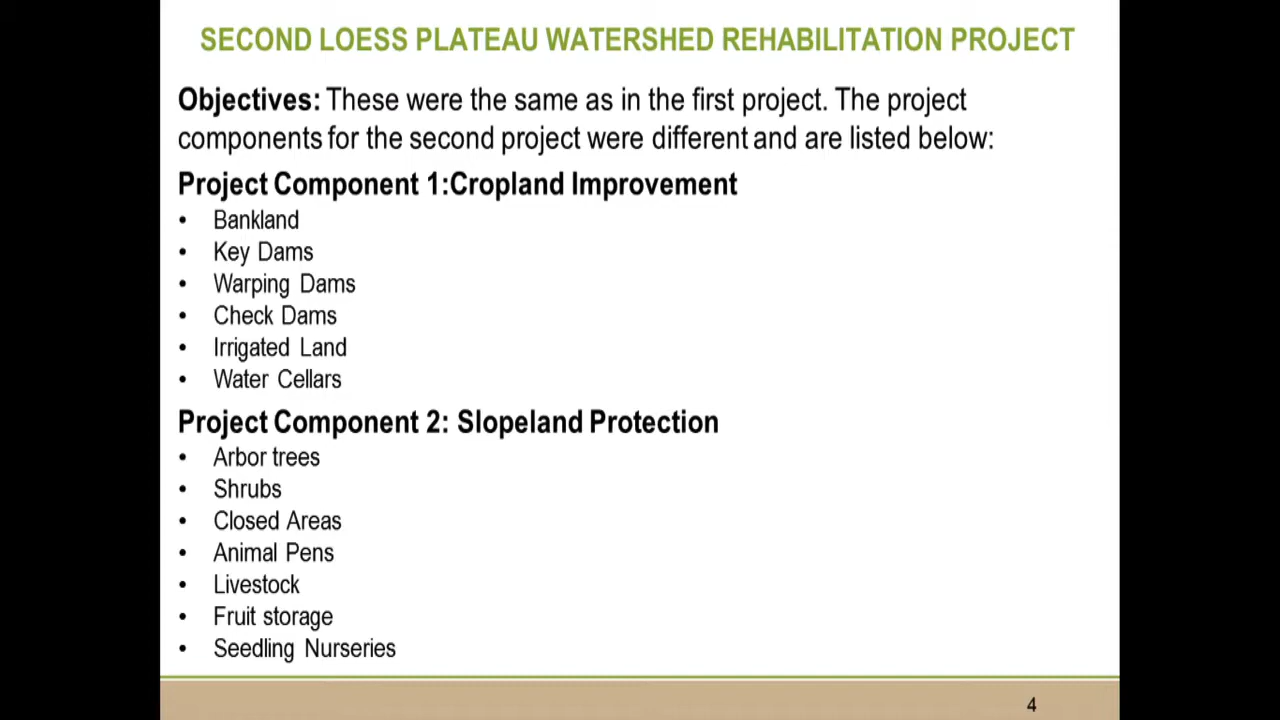 SECOND LOESS PLATEAU WATERSHED REHABILITATION PROJECT
Objectives: These were the same as in the first project. The project
components for the second project were different and are listed below:
Project Component 1:Cropland Improvement
• Bankland
• Key Dams
• Warping Dams
• Check Dams
• Irrigated Land
• Water Cellars
Project Component 2: Slopeland Protection
• Arbor trees
• Shrubs
• Closed Areas
• Animal Pens
• Livestock
• Fruit storage
• Seedling Nurseries
4